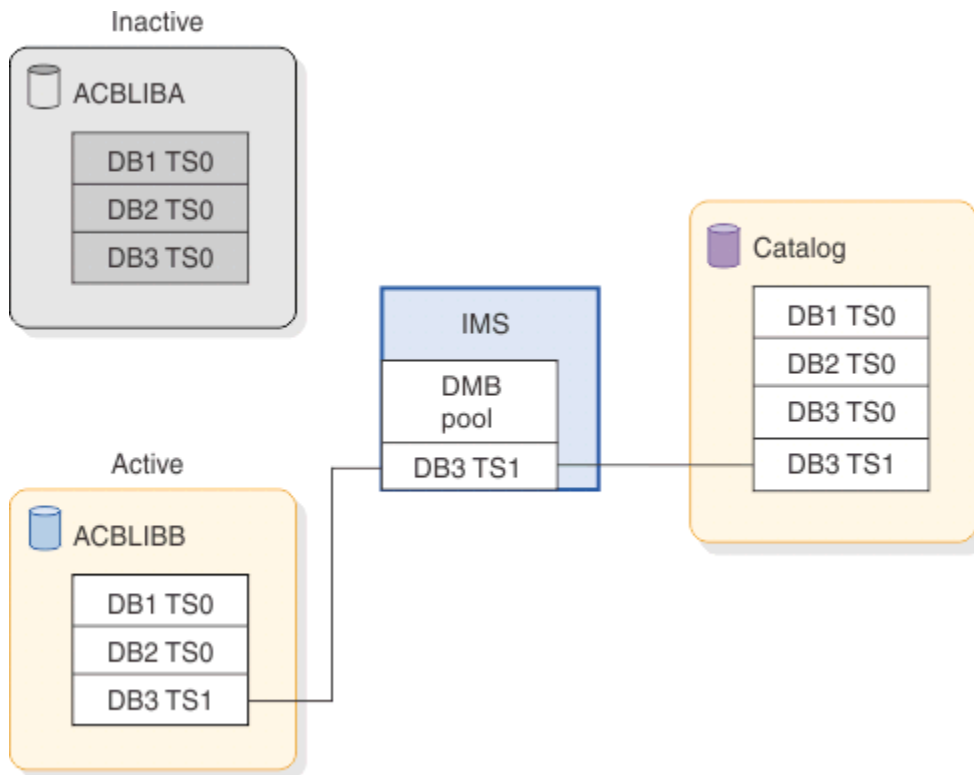 Inactive
ACBLIBA
DB1 TS0
DB2 TS0
DB3 TS0
IMS
DMB
pool
DB3 TS1
Catalog
DB1 TS0
DB2 TS0
DB3 TS0
DB3 TS1
Active
ACBLIBB
DB1 TS0
DB2 TS0
DB3 TS1